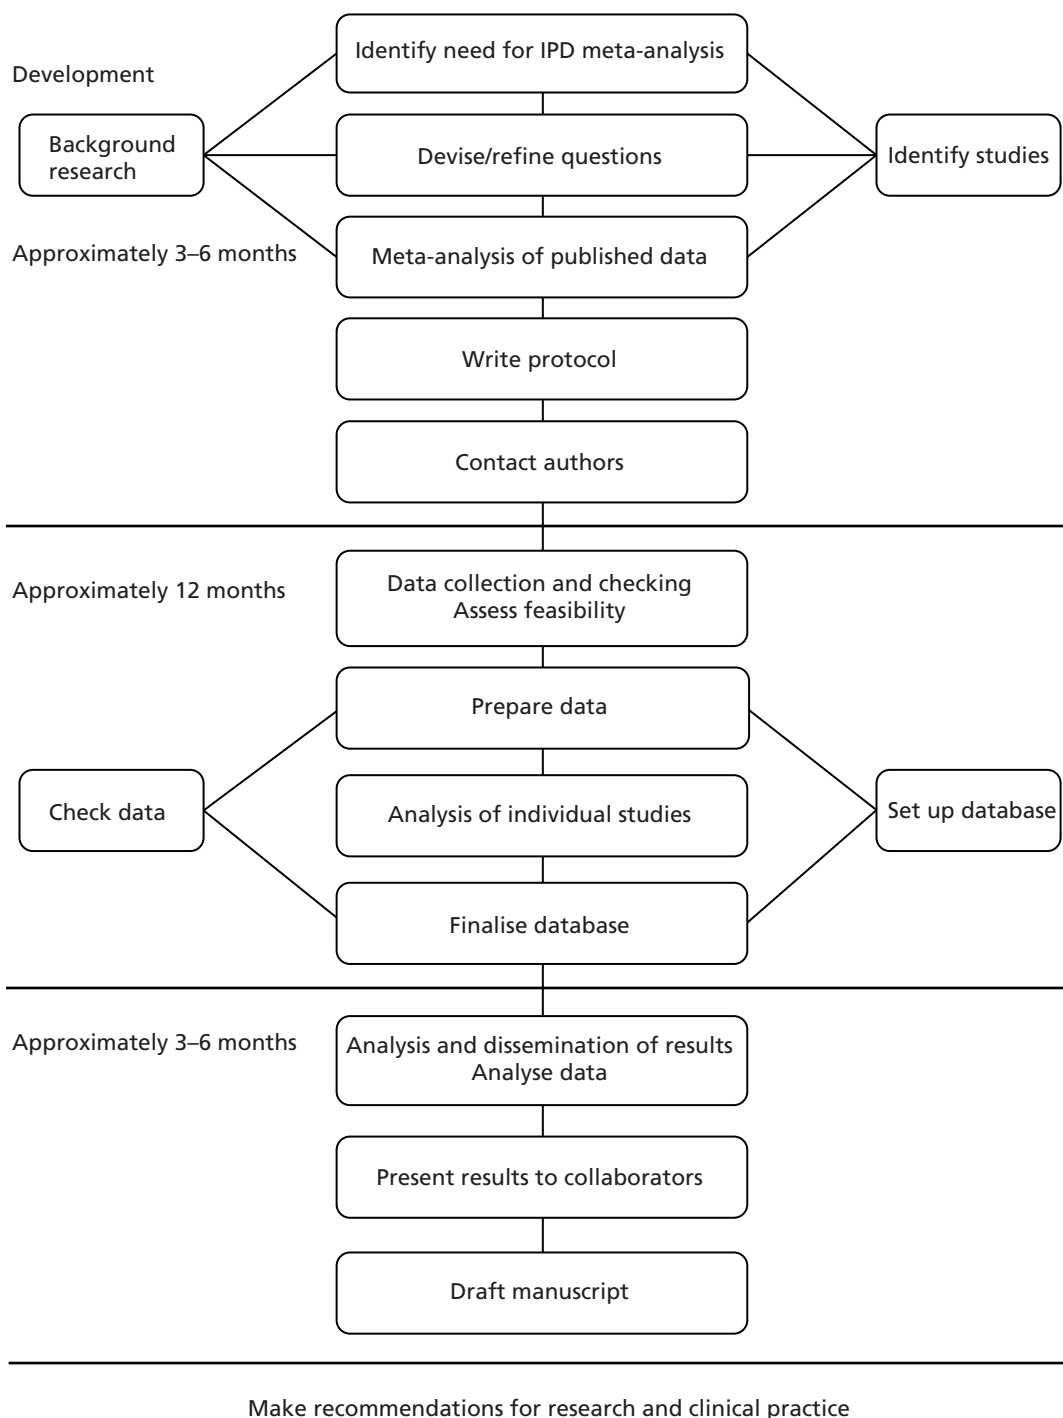 Identify need for IPD meta-analysis
Development
Background
research
Devise/refine questions
Identify studies
Approximately 3–6 months
Meta-analysis of published data
Write protocol
Contact authors
Approximately 12 months
Data collection and checking
Assess feasibility
Prepare data
Check data
Analysis of individual studies
Set up database
Finalise database
Approximately 3–6 months
Analysis and dissemination of results
Analyse data
Present results to collaborators
Draft manuscript
Make recommendations for research and clinical practice